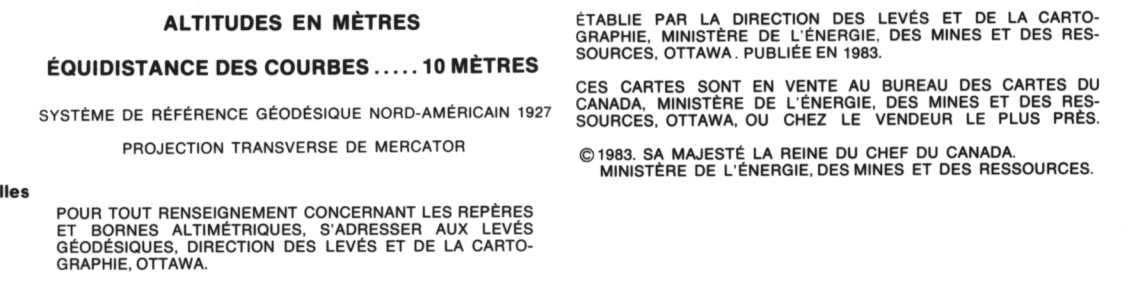 ALTITUDES EN MÈTRES
ÉQUIDISTANCE DES COURBES ..... 10 MÈTRES
SYSTÈME DE RÉFÉRENCE GÉODÉSIQUE NORD-AMÉRICAIN 1927
PROJECTION TRANSVERSE DE MERCATOR
lles
POUR TOUT RENSEIGNEMENT CONCERNANT LES REPÈRES
ET BORNES ALTIMÉTRIQUES, S'ADRESSER AUX LEVÉS
GÉODÉSIQUES, DIRECTION DES LEVÉS ET DE LA CARTO-
GRAPHIE, OTTAWA.
ÉTABLIE PAR LA DIRECTION DES LEVÉS ET DE LA CARTO-
GRAPHIE, MINISTÈRE DE L'ÉNERGIE, DES MINES ET DES RES-
SOURCES, OTTAWA. PUBLIÉE EN 1983.
CES CARTES SONT EN VENTE AU BUREAU DES CARTES DU
CANADA, MINISTÈRE DE L'ÉNERGIE, DES MINES ET DES RES-
SOURCES, OTTAWA, OU CHEZ LE VENDEUR LE PLUS PRÈS.
© 1983. SA MAJESTÉ LA REINE DU CHEF DU CANADA.
MINISTÈRE DE L'ÉNERGIE, DES MINES ET DES RESSOURCES.